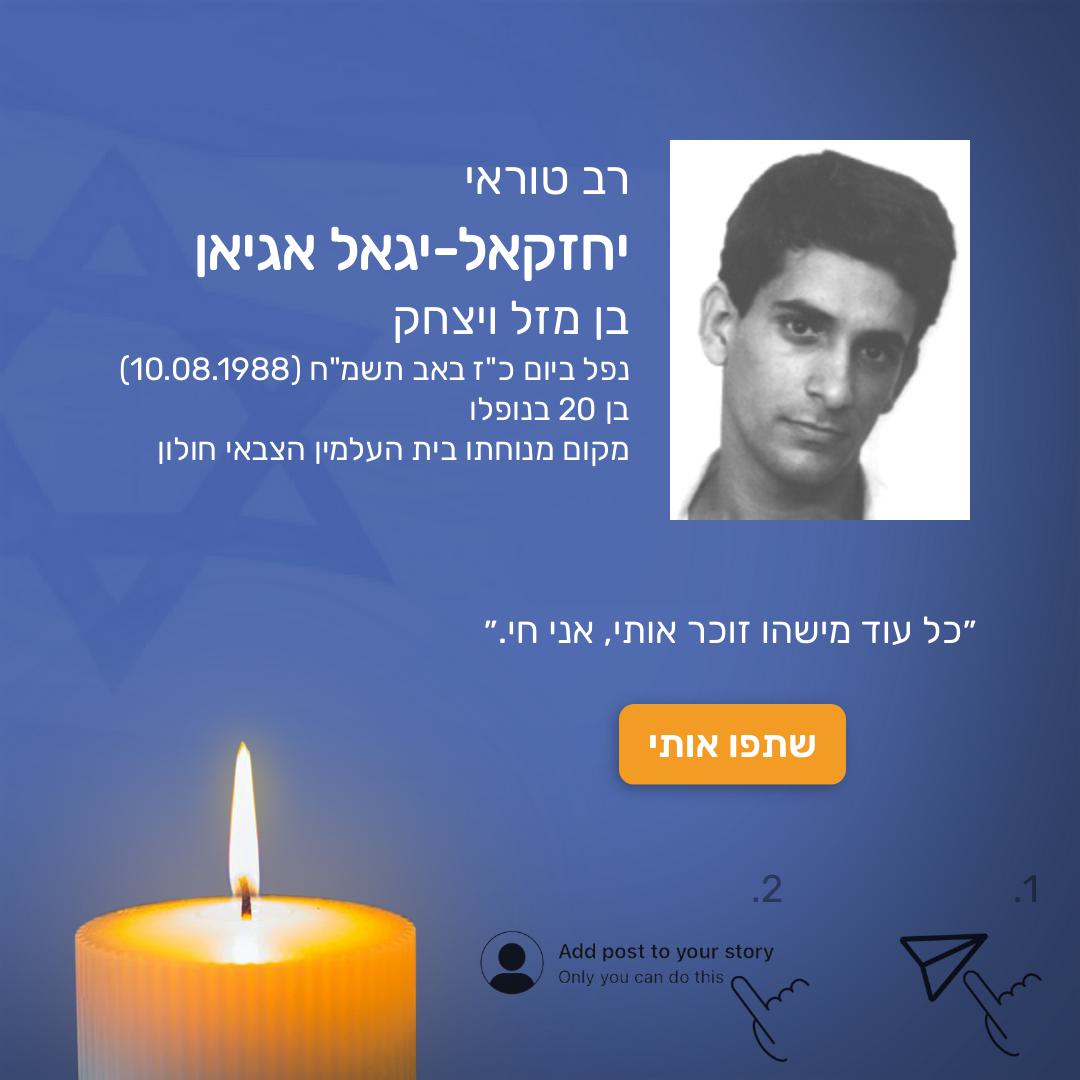 רב טוראי
יחזקאל-יגאל אגיאן
בן מזל ויצחק
נפל ביום כ"ז באב תשמ"ח (10.08.1988)
בן 20 בנופלו
מקום מנוחתו בית העלמין הצבאי חולון
״כל עוד מישהו זוכר אותי, אני חי.״
שתפו אותי
.1
.2
Add post to your story
Only you can do this